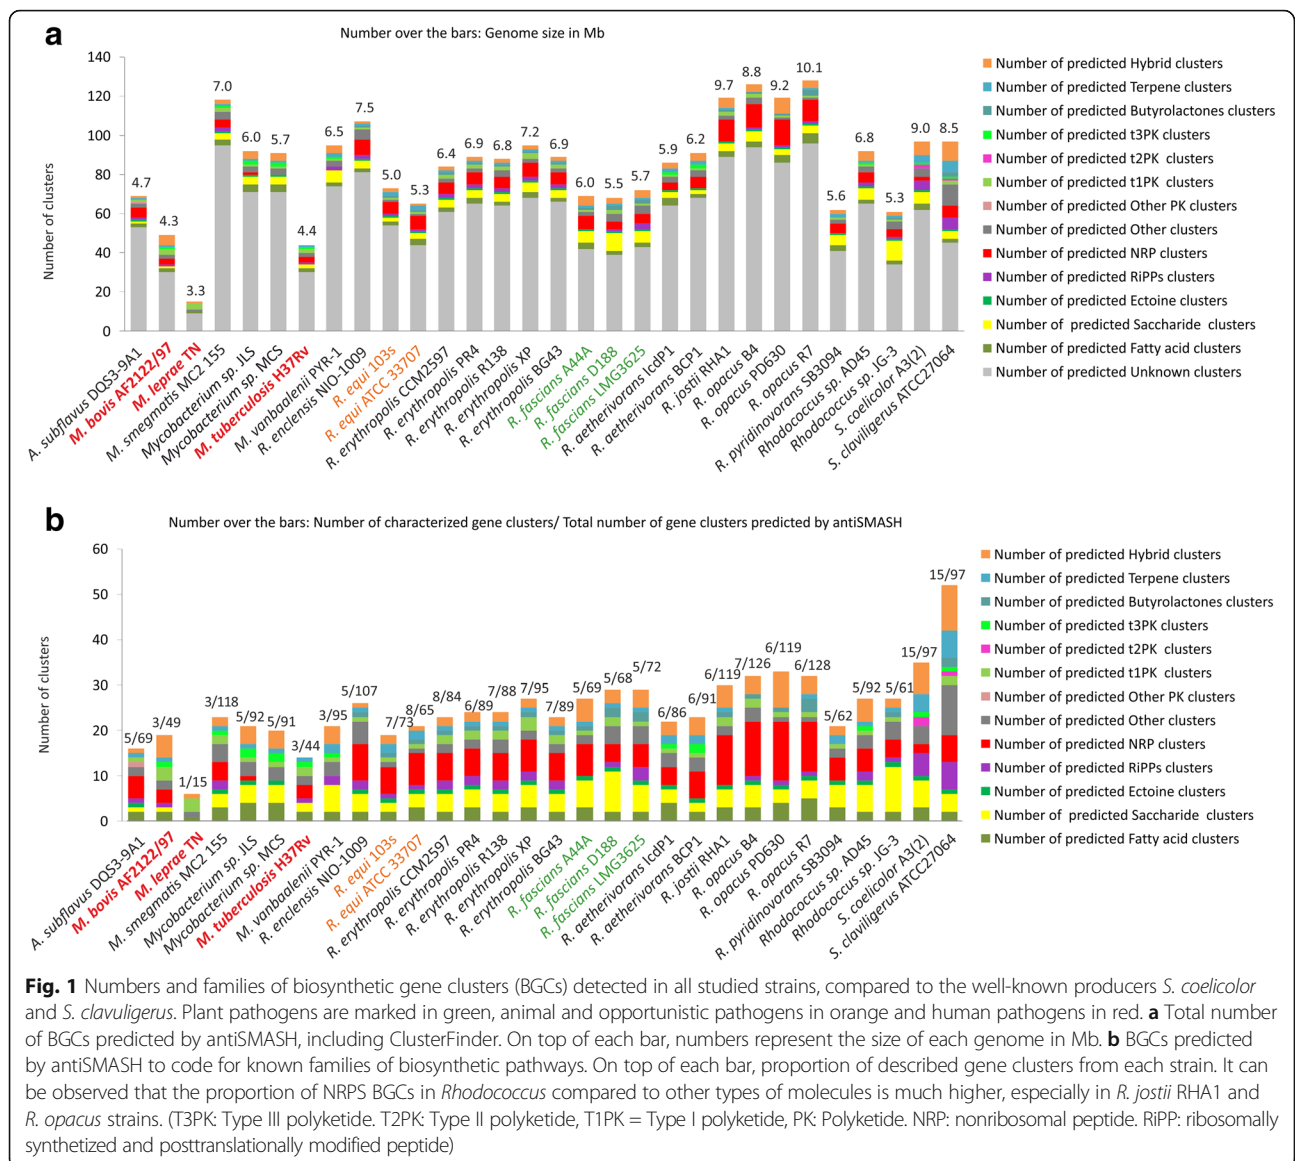 a
Number over the bars: Genome size in Mb
Number of clusters
140
120
100
80
60
40
20
0
4.7
4.3
3.3
7.0
6.0
5.7
4.4
6.5
7.5
5.0
5.3
6.4
6.9
6.8
7.2
6.9
6.0
5.5
5.7
5.9
6.2
9.7
8.8
9.2
10.1
5.6
6.8
5.3
9.0
8.5
A. subflavus DQS3-9A1
M. bovis AF2122/97
M. leprae TN
M. smegmatis MC2 155
Mycobacterium sp. JLS
Mycobacterium sp. MCS
M. tuberculosis H37Rv
M. vanbaalenii PYR-1
R. enclensis NIO-1009
R. equi 103s
R. equi ATCC 33707
R. erythropolis CCM2597
R. erythropolis PR4
R. erythropolis R138
R. erythropolis XP
R. erythropolis BG43
R. fascians A44A
R. fascians D188
R. fascians LMG3625
R. aetherivorans IcdP1
R. aetherivorans BCP1
R. jostii RHA1
R. opacus B4
R. opacus PD630
R. opacus R7
R. pyridinivorans SB3094
Rhodococcus sp. AD45
Rhodococcus sp. JG-3
S. coelicolor A3(2)
S. claviligerus ATCC27064
Number of predicted Hybrid clusters
Number of predicted Terpene clusters
Number of predicted Butyrolactones clusters
Number of predicted t3PK clusters
Number of predicted t2PK clusters
Number of predicted t1PK clusters
Number of predicted Other PK clusters
Number of predicted Other clusters
Number of predicted NRP clusters
Number of predicted RiPPs clusters
Number of predicted Ectoine clusters
Number of predicted Saccharide clusters
Number of predicted Fatty acid clusters
Number of predicted Unknown clusters
b
Number over the bars: Number of characterized gene clusters/ Total number of gene clusters predicted by antiSMASH
Number of clusters
60
50
40
30
20
10
0
5/69
3/49
1/15
3/118
5/92
5/91
3/44
3/95
5/107
7/73
8/65
8/84
6/89
7/88
7/95
7/89
5/69
5/68
5/72
6/86
6/91
6/119
7/126
6/119
6/128
5/62
5/92
5/61
15/97
15/97
A. subflavus DQS3-9A1
M. bovis AF2122/97
M. leprae TN
M. smegmatis MC2 155
Mycobacterium sp. JLS
Mycobacterium sp. MCS
M. tuberculosis H37Rv
M. vanbaalenii PYR-1
R. enclensis NIO-1009
R. equi 103s
R. equi ATCC 33707
R. erythropolis CCM2597
R. erythropolis PR4
R. erythropolis R138
R. erythropolis XP
R. erythropolis BG43
R. fascians A44A
R. fascians D188
R. fascians LMG3625
R. aetherivorans IcdP1
R. aetherivorans BCP1
R. jostii RHA1
R. opacus B4
R. opacus PD630
R. opacus R7
R. pyridinivorans SB3094
Rhodococcus sp. AD45
Rhodococcus sp. JG-3
S. coelicolor A3(2)
S. claviligerus ATCC27064
Number of predicted Hybrid clusters
Number of predicted Terpene clusters
Number of predicted Butyrolactones clusters
Number of predicted t3PK clusters
Number of predicted t2PK clusters
Number of predicted t1PK clusters
Number of predicted Other PK clusters
Number of predicted Other clusters
Number of predicted NRP clusters
Number of predicted RiPPs clusters
Number of predicted Ectoine clusters
Number of predicted Saccharide clusters
Number of predicted Fatty acid clusters
Fig. 1 Numbers and families of biosynthetic gene clusters (BGCs) detected in all studied strains, compared to the well-known producers S. coelicolor
and S. clavuligerus. Plant pathogens are marked in green, animal and opportunistic pathogens in orange and human pathogens in red. a Total number
of BGCs predicted by antiSMASH, including ClusterFinder. On top of each bar, numbers represent the size of each genome in Mb. b BGCs predicted
by antiSMASH to code for known families of biosynthetic pathways. On top of each bar, proportion of described gene clusters from each strain. It can
be observed that the proportion of NRPS BGCs in Rhodococcus compared to other types of molecules is much higher, especially in R. jostii RHA1 and
R. opacus strains. (T3PK: Type III polyketide. T2PK: Type II polyketide, T1PK = Type I polyketide, PK: Polyketide. NRP: nonribosomal peptide. RiPP: ribosomally
synthetized and posttranslationally modified peptide)